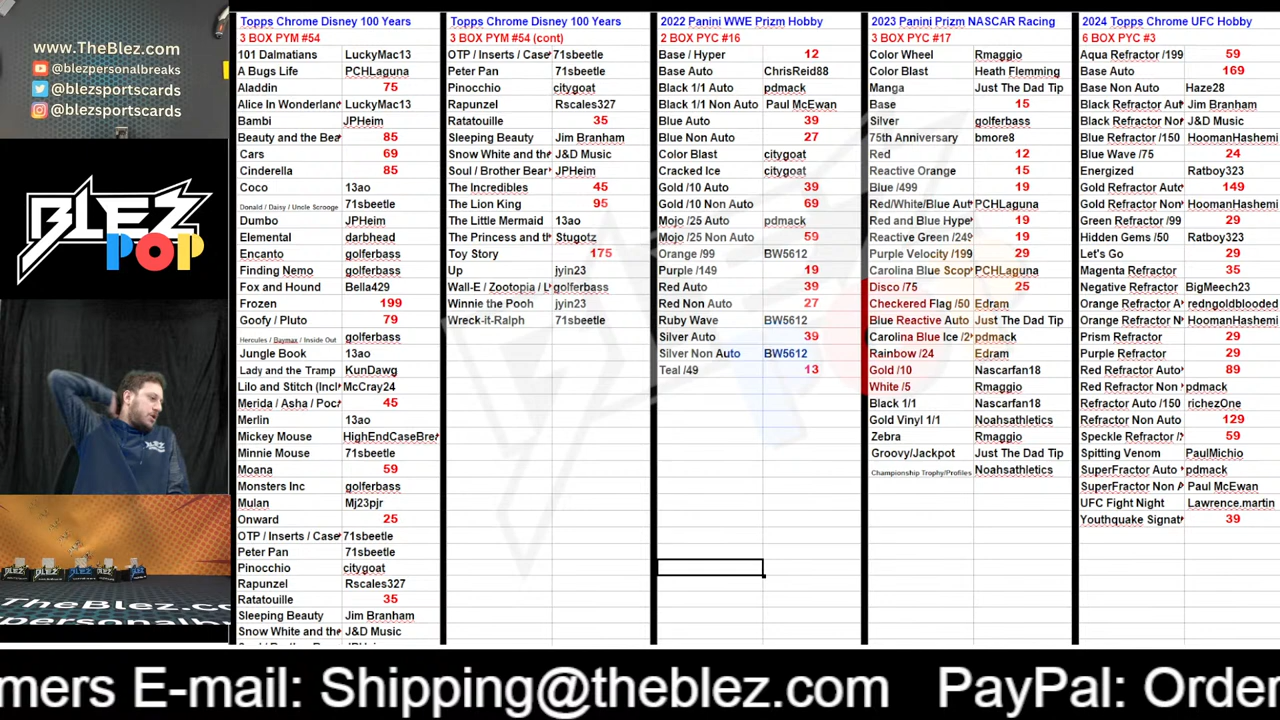 www.TheBlez.com
@blezpersonalbreaks
@blezsportscards
@blezsportscards
BLEZ
POP
Topps Chrome Disney 100 Years
3 BOX PYM #54
101 Dalmatians LuckyMac13
A Bugs Life PCHLaguna
Aladdin 75
Alice In Wonderlan LuckyMac13
Bambi JPHeim
Beauty and the Bea 85
Cars 69
Cinderella 85
Coco 13ao
Donald / Daisy / Uncle Scrooge 71sbeetle
Dumbo JPHeim
Elemental darbhead
Encanto golferbass
Finding Nemo golferbass
Fox and Hound Bella429
Frozen 199
Goofy / Pluto 79
Hercules / Baymax / Inside Out golferbass
Jungle Book 13ao
Lady and the Tramp KunDawg
Lilo and Stitch (Incl McCray24
Merida / Asha / Poc 45
Merlin 13ao
Mickey Mouse HighEndCaseBre
Minnie Mouse 71sbeetle
Moana 59
Monsters Inc golferbass
Mulan Mj23pjr
Onward 25
OTP / Inserts / Case 71sbeetle
Peter Pan 71sbeetle
Pinocchio citygoat
Rapunzel Rscales327
Ratatouille 35
Sleeping Beauty Jim Branham
Snow White and the J&D Music
Topps Chrome Disney 100 Years
3 BOX PYM #54 (cont)
OTP / Inserts / Case 71sbeetle
Peter Pan 71sbeetle
Pinocchio citygoat
Rapunzel Rscales327
Ratatouille 35
Sleeping Beauty Jim Branham
Snow White and the J&D Music
Soul / Brother Bear JPHeim
The Incredibles 45
The Lion King 95
The Little Mermaid 13ao
The Princess and th Stugotz
Toy Story 175
Up jyin23
Wall-E / Zootopia / L golferbass
Winnie the Pooh jyin23
Wreck-it-Ralph 71sbeetle
2022 Panini WWE Prizm Hobby
2 BOX PYC #16
Base / Hyper 12
Base Auto ChrisReid88
Black 1/1 Auto pdmack
Black 1/1 Non Auto Paul McEwan
Blue Auto 39
Blue Non Auto 27
Color Blast citygoat
Cracked Ice citygoat
Gold /10 Auto 39
Gold /10 Non Auto 69
Mojo /25 Auto pdmack
Mojo /25 Non Auto 59
Orange /99 BW5612
Purple /149 19
Red Auto 39
Red Non Auto 27
Ruby Wave BW5612
Silver Auto 39
Silver Non Auto BW5612
Teal /49 13
2023 Panini Prizm NASCAR Racing
3 BOX PYC #17
Color Wheel Rmaggio
Color Blast Heath Flemming
Manga Just The Dad Tip
Base 15
Silver golferbass
75th Anniversary bmore8
Red 12
Reactive Orange 15
Blue /499 19
Red/White/Blue Aut PCHLaguna
Red and Blue Hype 19
Reactive Green /249 19
Purple Velocity /199 29
Carolina Blue Scop PCHLaguna
Disco /75 25
Checkered Flag /50 Edram
Blue Reactive Auto Just The Dad Tip
Carolina Blue Ice /2 pdmack
Rainbow /24 Edram
Gold /10 Nascarfan18
White /5 Rmaggio
Black 1/1 Nascarfan18
Gold Vinyl 1/1 Noahsathletics
Zebra Rmaggio
Groovy/Jackpot Just The Dad Tip
Championship Trophy/Profiles Noahsathletics
2024 Topps Chrome UFC Hobby
6 BOX PYC #3
Aqua Refractor /199 59
Base Auto 169
Base Non Auto Haze28
Black Refractor Aut Jim Branham
Black Refractor Non J&D Music
Blue Refractor /150 HoomanHashemi
Blue Wave /75 24
Energized Ratboy323
Gold Refractor Auto 149
Gold Refractor Non HoomanHashemi
Green Refractor /99 29
Hidden Gems /50 Ratboy323
Let's Go 29
Magenta Refractor 35
Negative Refractor BigMeech23
Orange Refractor A redngoldblooded
Orange Refractor N HoomanHashemi
Prism Refractor 29
Purple Refractor 29
Red Refractor Auto 89
Red Refractor Non pdmack
Refractor Auto /150 richezOne
Refractor Non Auto 129
Speckle Refractor / 59
Spitting Venom PaulMichio
SuperFractor Auto pdmack
SuperFractor Non A Paul McEwan
UFC Fight Night Lawrence.martin
Youthquake Signat 39
mers E-mail: Shipping@theblez.com PayPal: Order